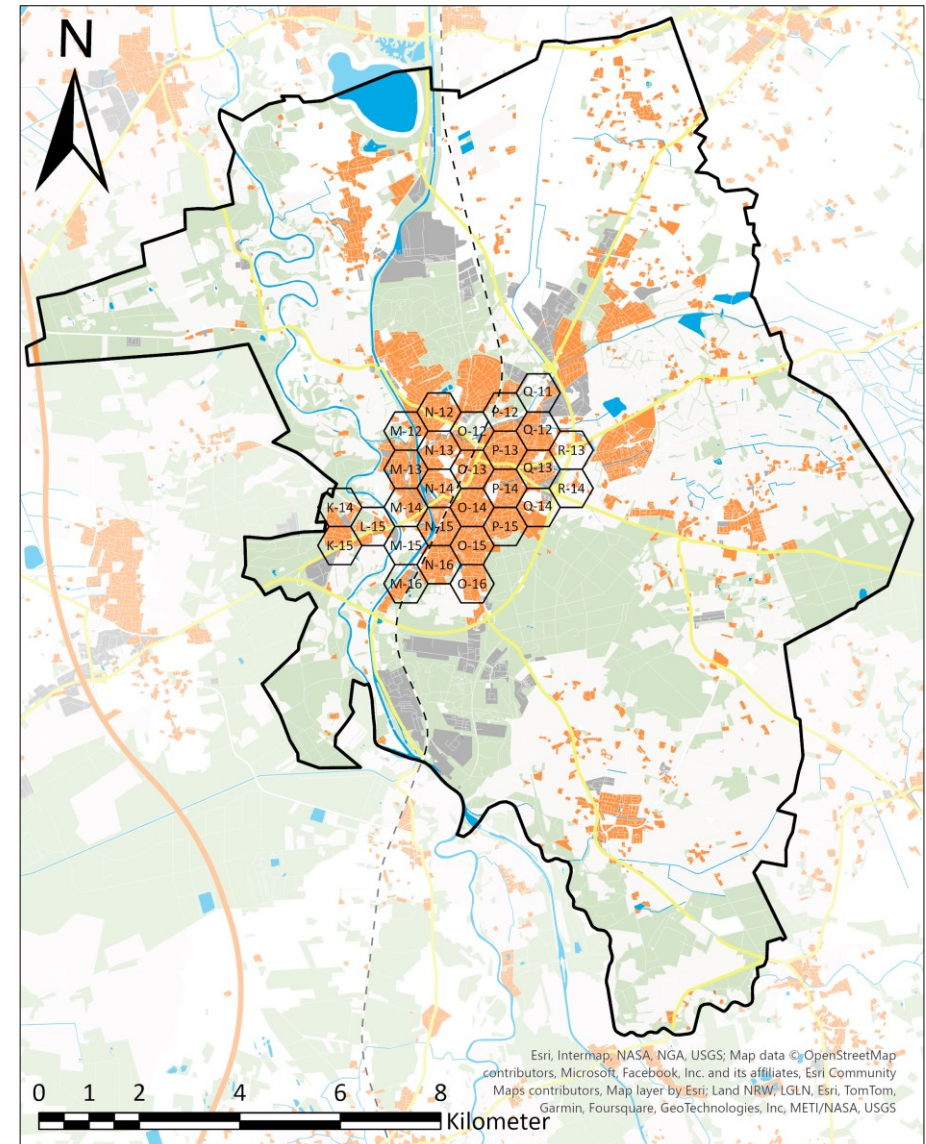 N
Q-11
N-12
P-12
M-12
O-12
Q-12
N-13
P-13
R-13
M-13
O-13
Q-13
N-14
P-14
R-14
K-14
M-14
O-14
Q-14
L-15
N-15
P-15
K-15
M-15
O-15
N-16
M-16
O-16
Esri, Intermap, NASA, NGA, USGS; Map data © OpenStreetMap
contributors, Microsoft, Facebook, Inc. and its affiliates, Esri Community
Maps contributors, Map layer by Esri; Land NRW, LGLN, Esri, TomTom,
Garmin, Foursquare, GeoTechnologies, Inc, METI/NASA, USGS
0 1 2 4 6 8
Kilometer